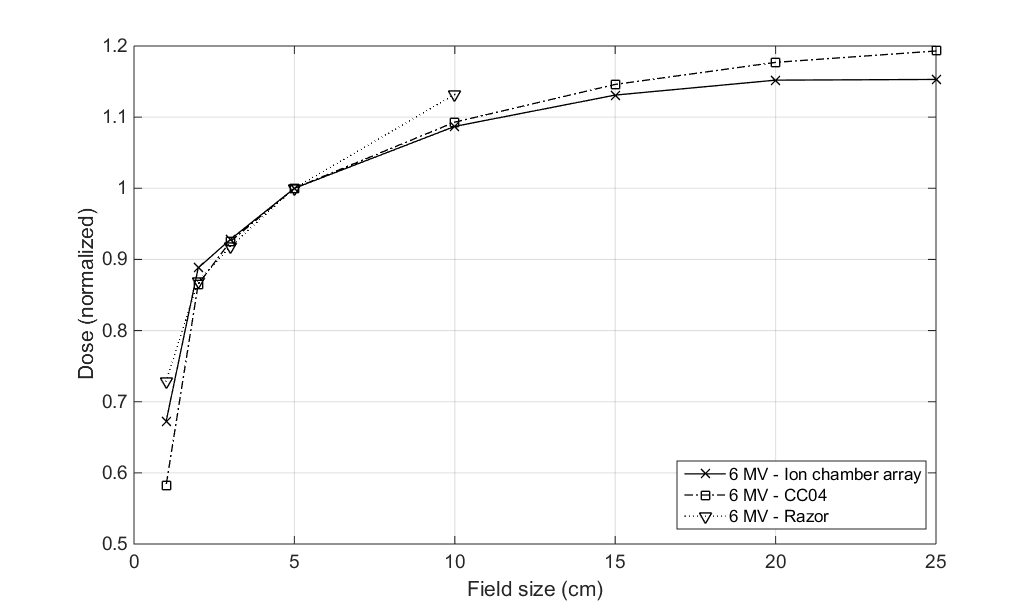 Dose (normalized)
1.2
1.1
1
0.9
0.8
0.7
0.6
0.5
0
5
10
15
20
25
Field size (cm)
6 MV - Ion chamber array
6 MV - CC04
6 MV - Razor